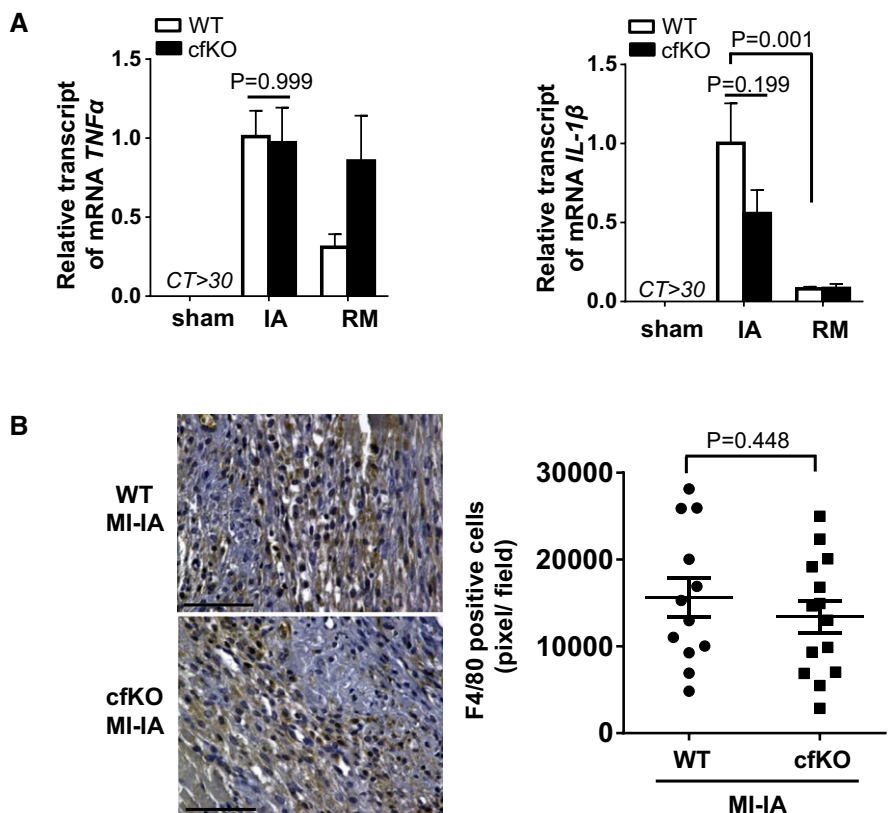 A
WT
cfKO
P=0.999
1.5
1.0
0.5
0.0
Relative transcript
of mRNA TNFα
CT>30
sham IA RM
WT
cfKO
P=0.001
P=0.199
1.5
1.0
0.5
0.0
Relative transcript
of mRNA IL-1β
CT>30
sham IA RM
B
WT
MI-IA
cfKO
MI-IA
P=0.448
30000
20000
10000
0
F4/80 positive cells
(pixel/ field)
WT cfKO
MI-IA